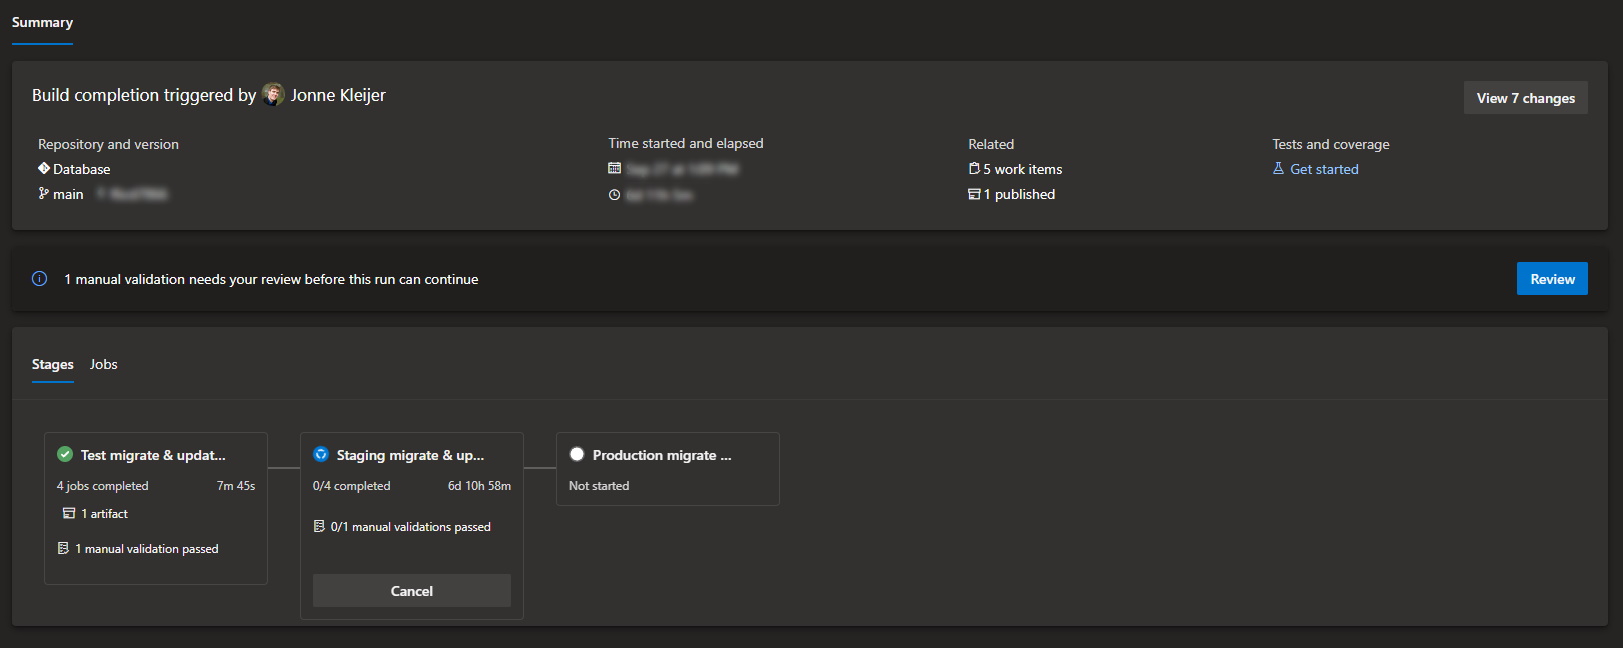 Summary
Build completion triggered by Jonne Kleijer
View 7 changes
Repository and version
Database
main
Time started and elapsed
Related
5 work items
1 published
Tests and coverage
Get started
1 manual validation needs your review before this run can continue
Review
Stages Jobs
Test migrate & updat...
4 jobs completed 7m 45s
1 artifact
1 manual validation passed
Staging migrate & up...
0/4 completed 6d 10h 58m
0/1 manual validations passed
Cancel
Production migrate ...
Not started